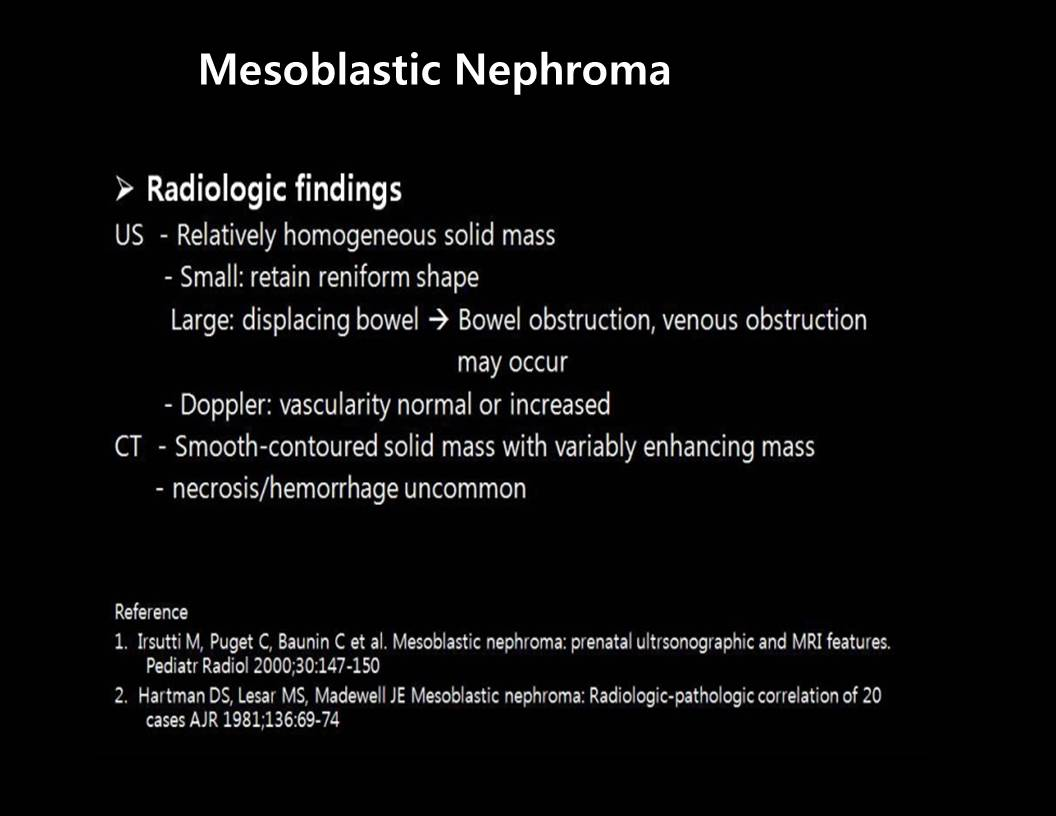 Mesoblastic Nephroma
➢ Radiologic findings
US - Relatively homogeneous solid mass
- Small: retain reniform shape
Large: displacing bowel → Bowel obstruction, venous obstruction
may occur
- Doppler: vascularity normal or increased
CT - Smooth-contoured solid mass with variably enhancing mass
- necrosis/hemorrhage uncommon
Reference
1. Irsutti M, Puget C, Baunin C et al. Mesoblastic nephroma: prenatal ultrsonographic and MRI features.
Pediatr Radiol 2000;30:147-150
2. Hartman DS, Lesar MS, Madewell JE Mesoblastic nephroma: Radiologic-pathologic correlation of 20
cases AJR 1981;136:69-74